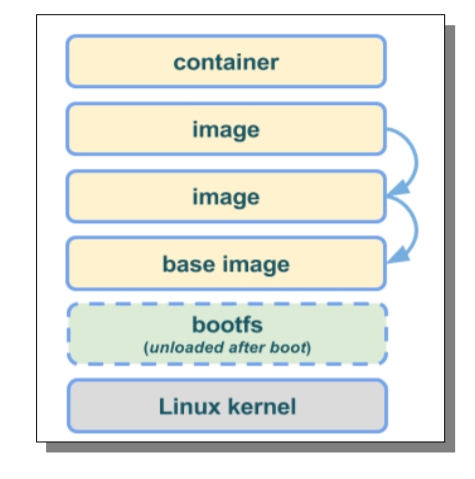 container
image
image
base image
bootfs
(unloaded after boot)
Linux kernel